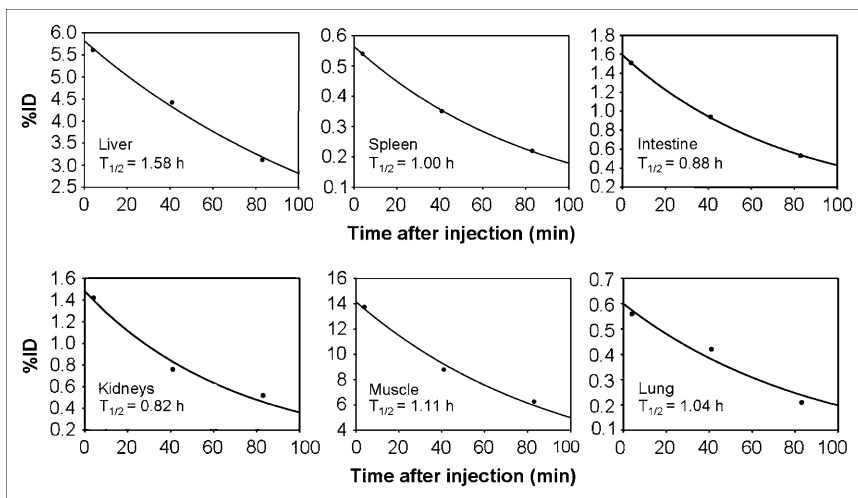 %ID
6.0
5.5
5.0
4.5
4.0
3.5
3.0
2.5
Liver
T1/2 = 1.58 h
0 20 40 60 80 100
0.6
0.5
0.4
0.3
0.2
0.1
Spleen
T1/2 = 1.00 h
0 20 40 60 80 100
1.8
1.6
1.4
1.2
1.0
0.8
0.6
0.4
0.2
Intestine
T1/2 = 0.88 h
0 20 40 60 80 100
Time after injection (min)
%ID
1.6
1.4
1.2
1.0
0.8
0.6
0.4
0.2
Kidneys
T1/2 = 0.82 h
0 20 40 60 80 100
16
14
12
10
8
6
4
Muscle
T1/2 = 1.11 h
0 20 40 60 80 100
0.7
0.6
0.5
0.4
0.3
0.2
0.1
Lung
T1/2 = 1.04 h
0 20 40 60 80 100
Time after injection (min)